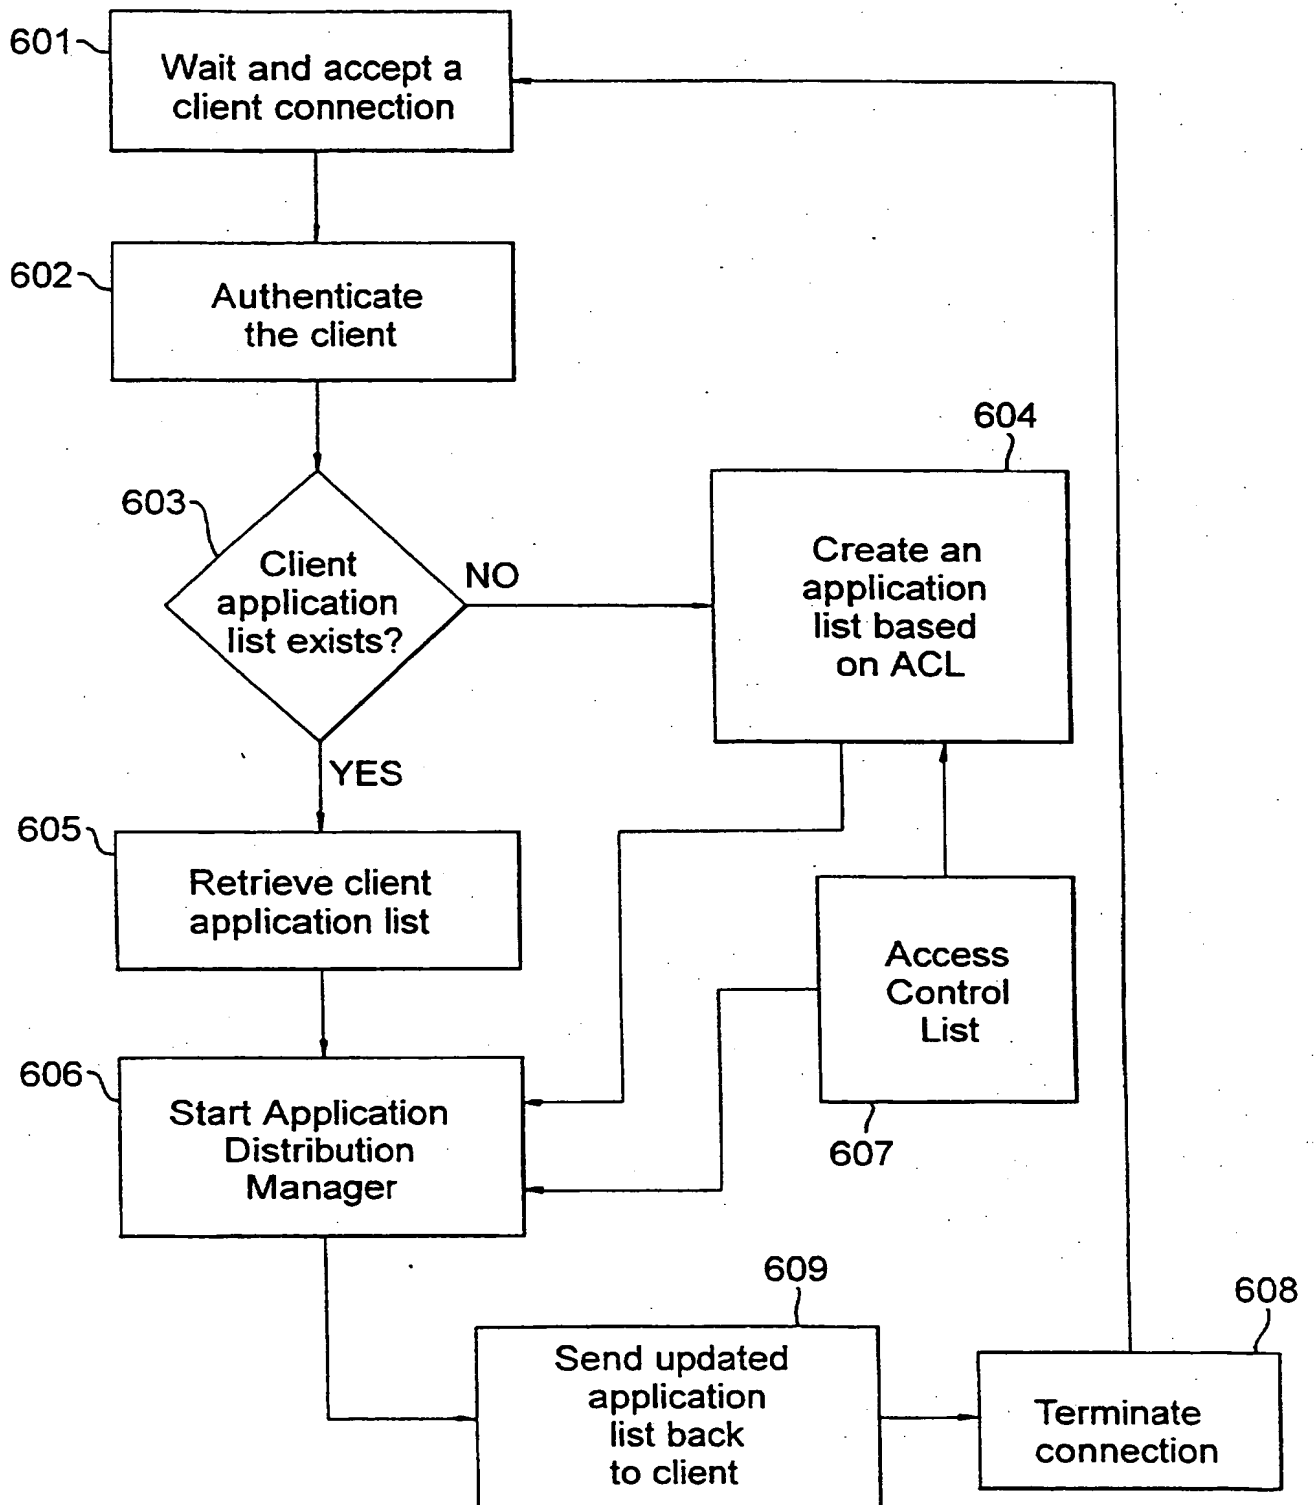 601
Wait and accept a
client connection
602
Authenticate
the client
603
Client
application
list exists?
NO
604
Create an
application
list based
on ACL
YES
605
Retrieve client
application list
Access
Control
List
607
606
Start Application
Distribution
Manager
609
Send updated
application
list back
to client
608
Terminate
connection